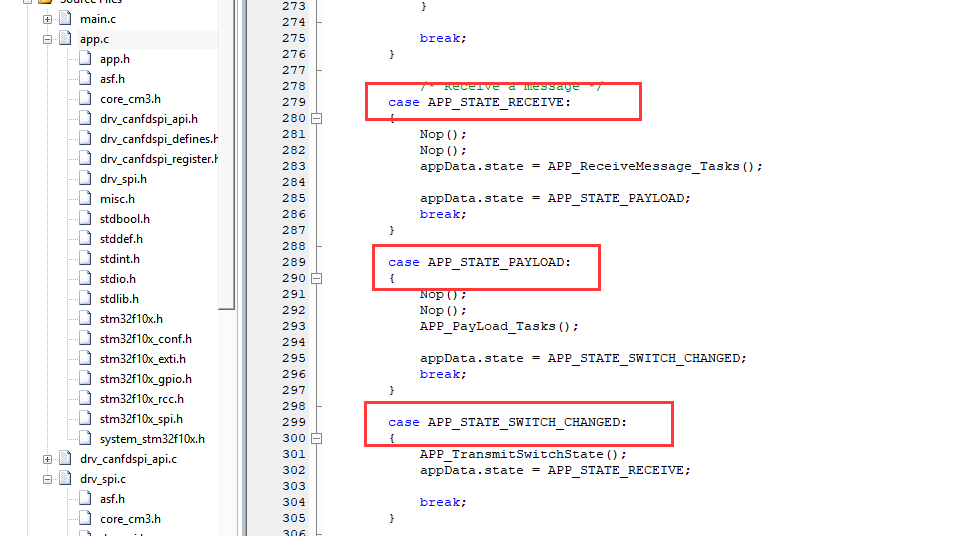 Source Files
main.c
app.c
app.h
asf.h
core_cm3.h
drv_canfdspi_api.h
drv_canfdspi_defines.h
drv_canfdspi_register.h
drv_spi.h
misc.h
stdbool.h
stddef.h
stdint.h
stdio.h
stdlib.h
stm32f10x.h
stm32f10x_conf.h
stm32f10x_exti.h
stm32f10x_gpio.h
stm32f10x_rcc.h
stm32f10x_spi.h
system_stm32f10x.h
drv_canfdspi_api.c
drv_spi.c
asf.h
core_cm3.h
273 }
274
275 break;
276 }
277
278 /* Receive a message */
279 case APP_STATE_RECEIVE:
280 {
281 Nop();
282 Nop();
283 appData.state = APP_ReceiveMessage_Tasks();
284
285 appData.state = APP_STATE_PAYLOAD;
286 break;
287 }
288
289 case APP_STATE_PAYLOAD:
290 {
291 Nop();
292 Nop();
293 APP_PayLoad_Tasks();
294
295 appData.state = APP_STATE_SWITCH_CHANGED;
296 break;
297 }
298
299 case APP_STATE_SWITCH_CHANGED:
300 {
301 APP_TransmitSwitchState();
302 appData.state = APP_STATE_RECEIVE;
303
304 break;
305 }
306